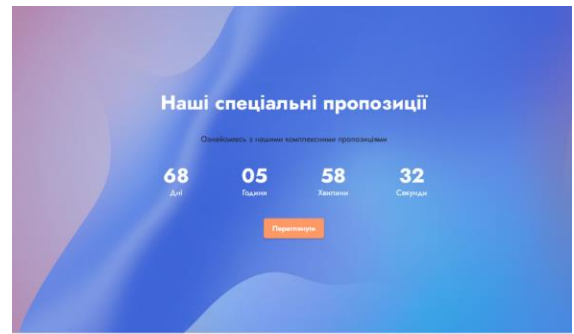 Наші спеціальні пропозиції
Ознайомтесь з нашими комплексними пропозиціями
68 05 58 32
Дні Години Хвилини Секунди
Переглянути